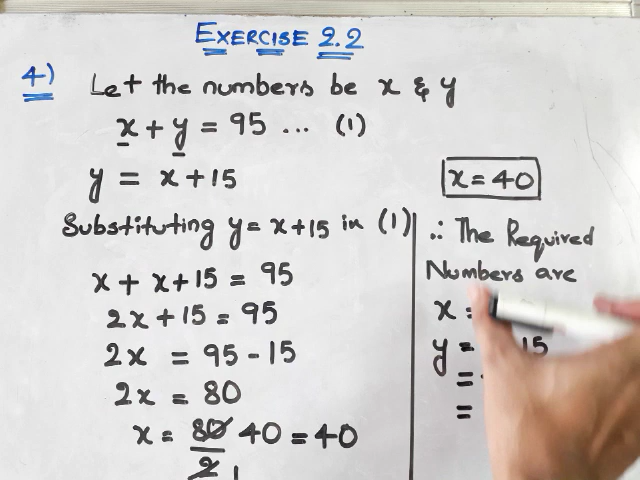 EXERCISE 2.2
4) Let the numbers be x & y
x + y = 95 ... (1)
y = x + 15
Substituting y = x + 15 in (1)
x + x + 15 = 95
2x + 15 = 95
2x = 95 - 15
2x = 80
x = 80/2 40 = 40
1
x = 40
∴ The Required
Numbers are
x =
y = 15
=
=